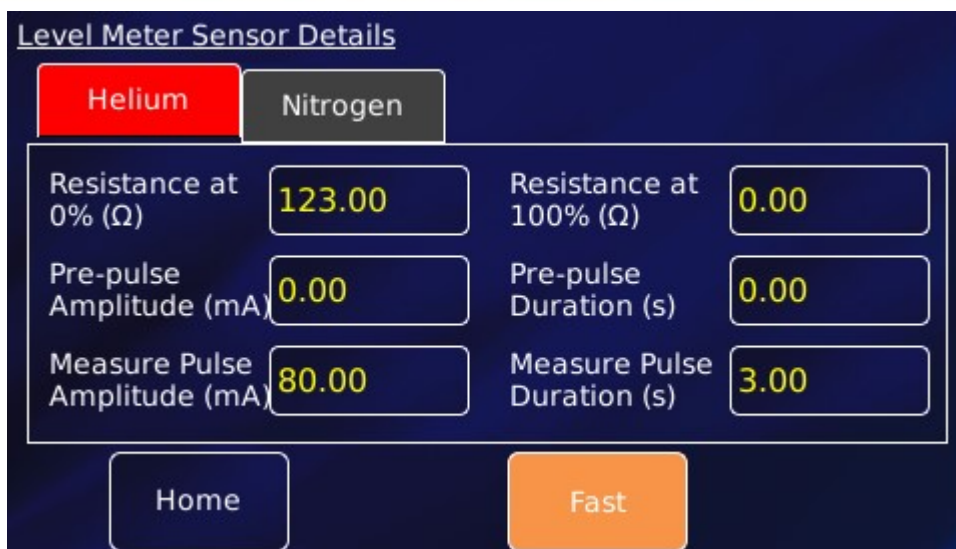 Level Meter Sensor Details
Helium
Nitrogen
Resistance at
0% (Ω)
123.00
Resistance at
100% (Ω)
0.00
Pre-pulse
Amplitude (mA)
0.00
Pre-pulse
Duration (s)
0.00
Measure Pulse
Amplitude (mA)
80.00
Measure Pulse
Duration (s)
3.00
Home
Fast